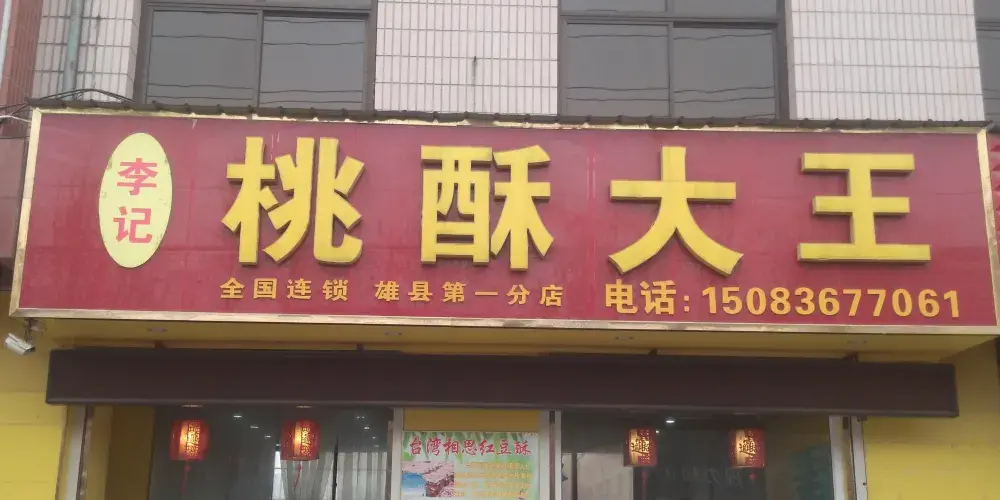 李记
桃酥大王
全国连锁 雄县第一分店 电话:15083677061
台湾相思红豆酥